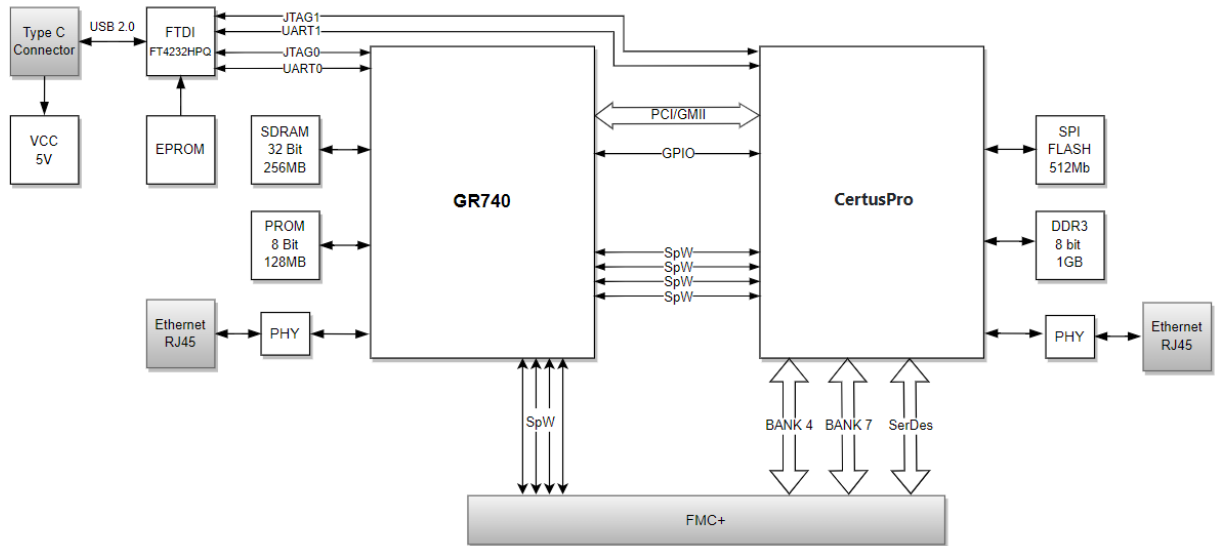 Type C
Connector
USB 2.0
FTDI
FT4232HPQ
JTAG1
UART1
JTAG0
UART0
VCC
5V
EPROM
SDRAM
32 Bit
256MB
PROM
8 Bit
128MB
Ethernet
RJ45
PHY
GR740
PCI/GMII
GPIO
SpW
SpW
SpW
SpW
CertusPro
SPI
FLASH
512Mb
DDR3
8 bit
1GB
PHY
Ethernet
RJ45
SpW
BANK 4
BANK 7
SerDes
FMC+